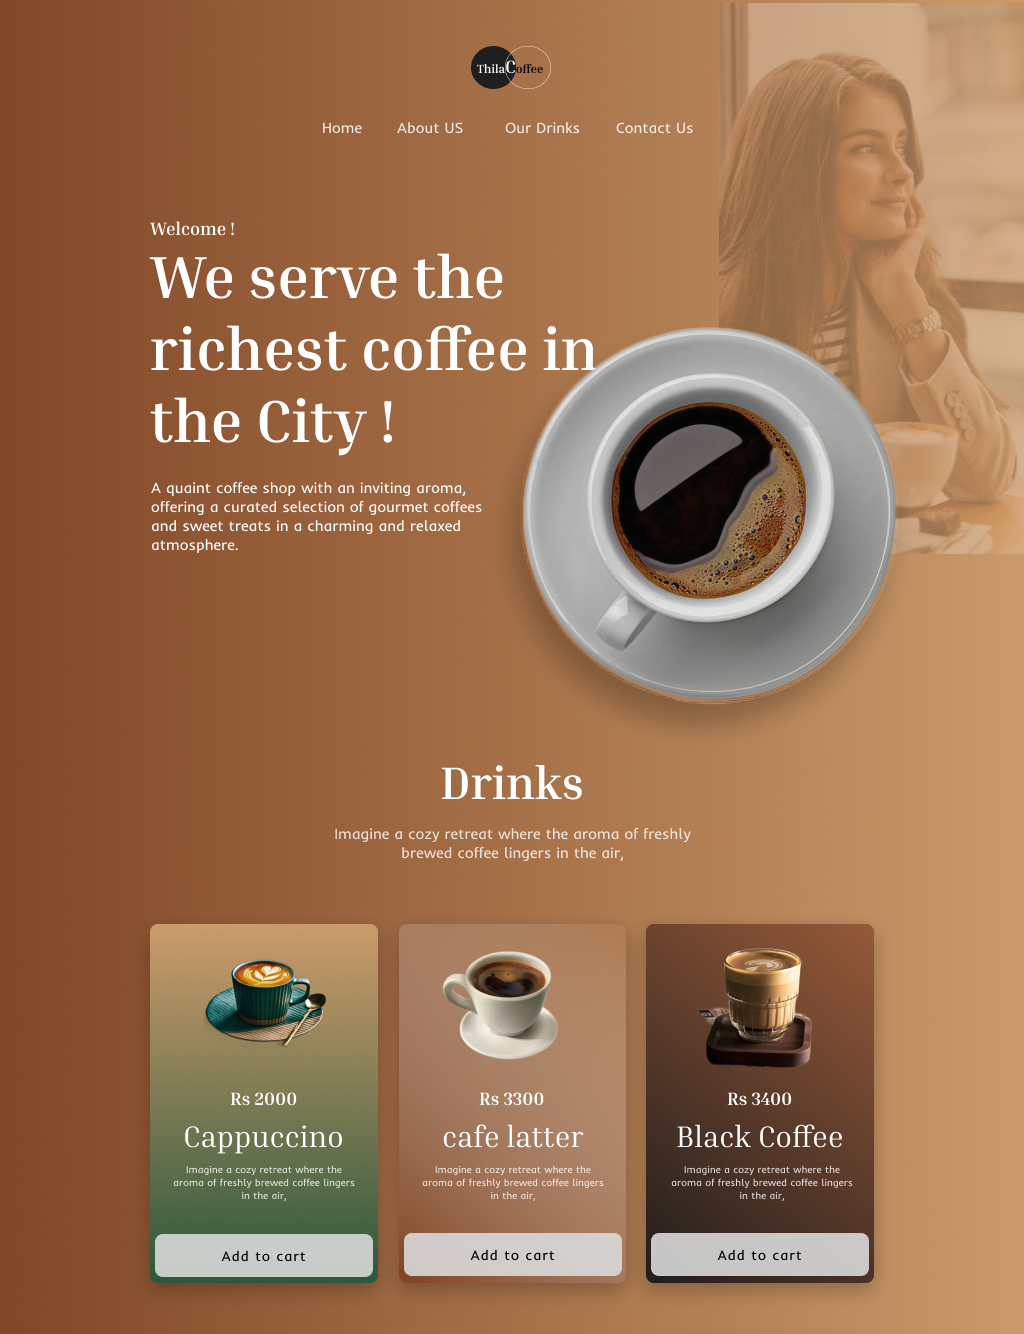 ThilaCoffee
Home About US Our Drinks Contact Us
Welcome !
We serve the
richest coffee in
the City !
A quaint coffee shop with an inviting aroma,
offering a curated selection of gourmet coffees
and sweet treats in a charming and relaxed
atmosphere.
Drinks
Imagine a cozy retreat where the aroma of freshly
brewed coffee lingers in the air,
Rs 2000
Cappuccino
Imagine a cozy retreat where the
aroma of freshly brewed coffee lingers
in the air,
Add to cart
Rs 3300
cafe latter
Imagine a cozy retreat where the
aroma of freshly brewed coffee lingers
in the air,
Add to cart
Rs 3400
Black Coffee
Imagine a cozy retreat where the
aroma of freshly brewed coffee lingers
in the air,
Add to cart